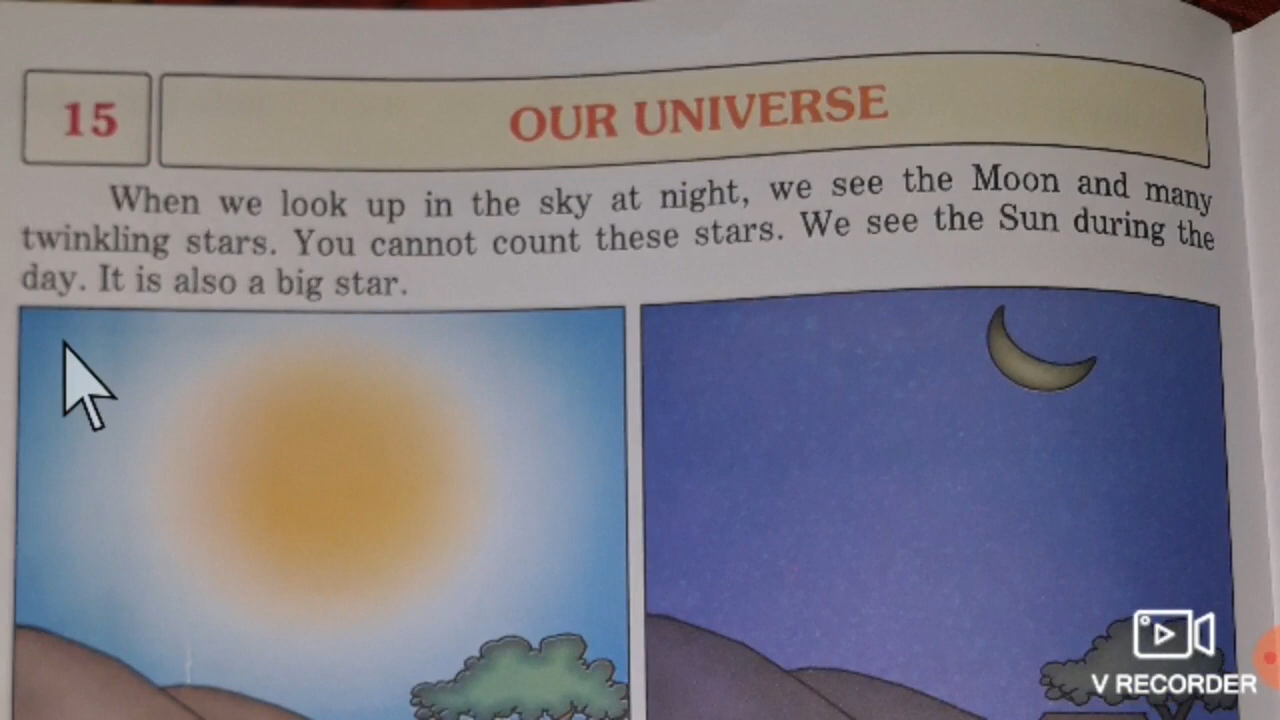 15
OUR UNIVERSE
When we look up in the sky at night, we see the Moon and many
twinkling stars. You cannot count these stars. We see the Sun during the
day. It is also a big star.
V RECORDER